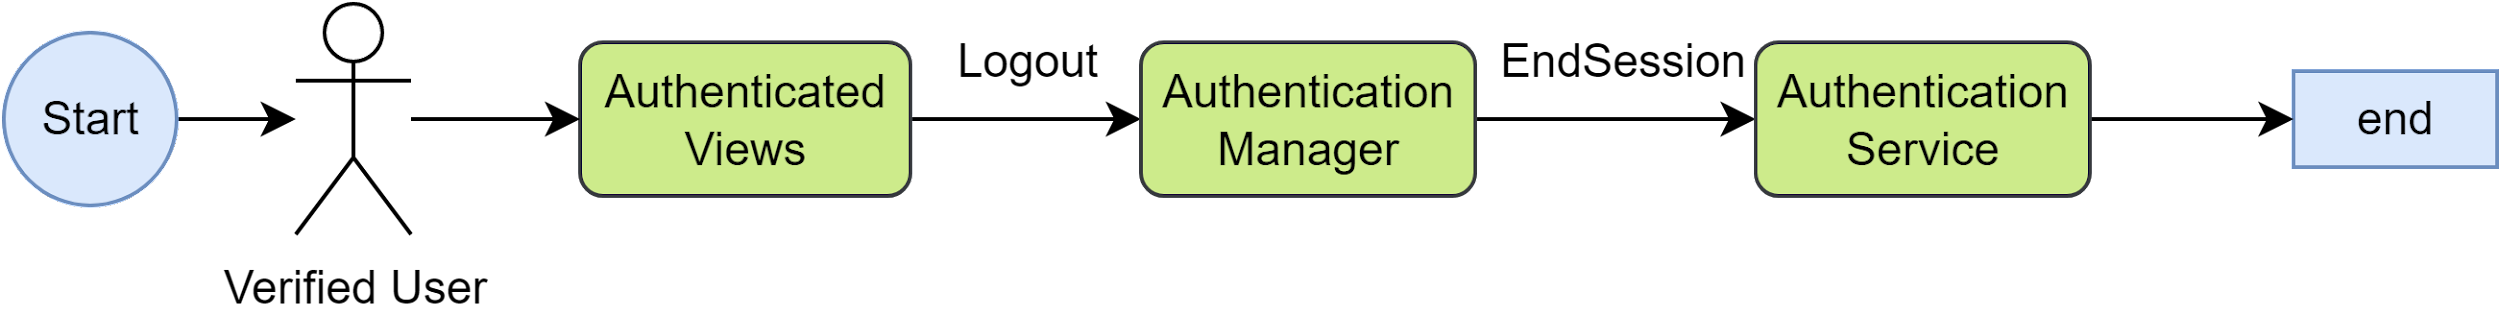 Start
Verified User
Authenticated
Views
Logout
Authentication
Manager
EndSession
Authentication
Service
end